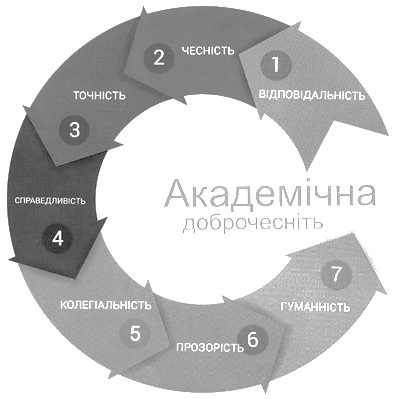 1
ВІДПОВІДАЛЬНІСТЬ
2
ЧЕСНІСТЬ
ТОЧНІСТЬ
3
СПРАВЕДЛИВІСТЬ
4
КОЛЕГІАЛЬНІСТЬ
5
ПРОЗОРІСТЬ
6
7
ГУМАННІСТЬ
Академічна
доброчесніть